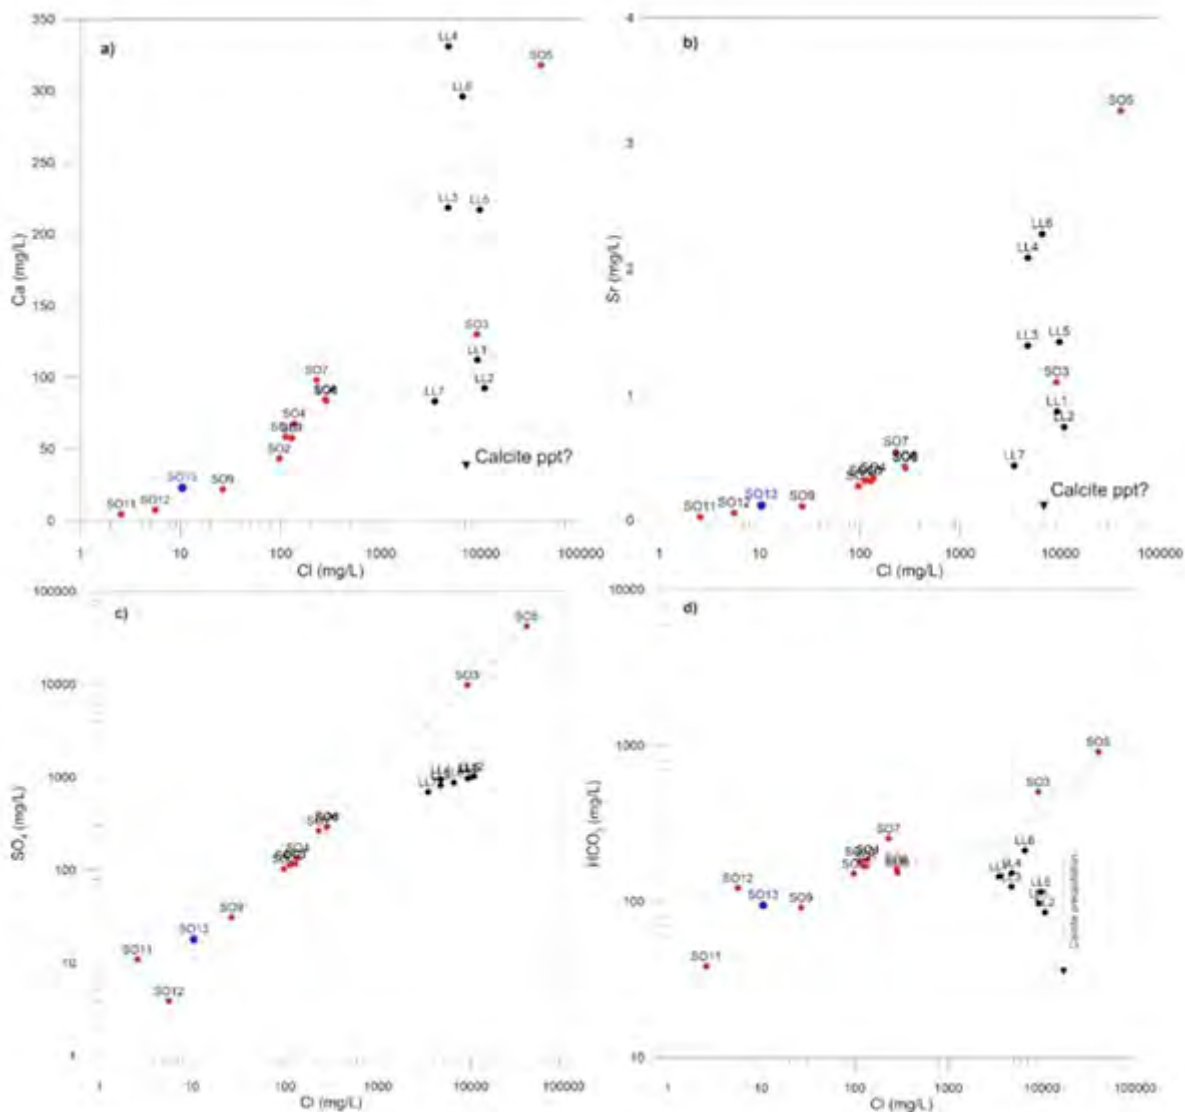 350
a)
LL4
SO5
300
LL6
250
LL3
LL5
Ca (mg/L)
200
150
SO3
LL1
100
SO7
LL2
LL7
SO4
50
SO2
Calcite ppt?
SO13
SO9
SO12
SO11
0
1
10
100
1000
10000
100000
Cl (mg/L)
4
b)
SO5
3
LL6
LL4
Sr (mg/L)
2
LL3
LL5
SO3
1
LL1
LL2
SO7
LL7
Calcite ppt?
SO13
SO9
SO12
SO11
0
1
10
100
1000
10000
100000
Cl (mg/L)
100000
c)
SO5
10000
SO3
SO₄ (mg/L)
1000
SO4
100
SO9
SO13
SO11
10
SO12
1
1
10
100
1000
10000
100000
Cl (mg/L)
10000
d)
1000
SO5
SO3
HCO₃ (mg/L)
SO7
LL6
SO12
SO13
SO9
100
Calcite precipitation
SO11
10
1
10
100
1000
10000
100000
Cl (mg/L)